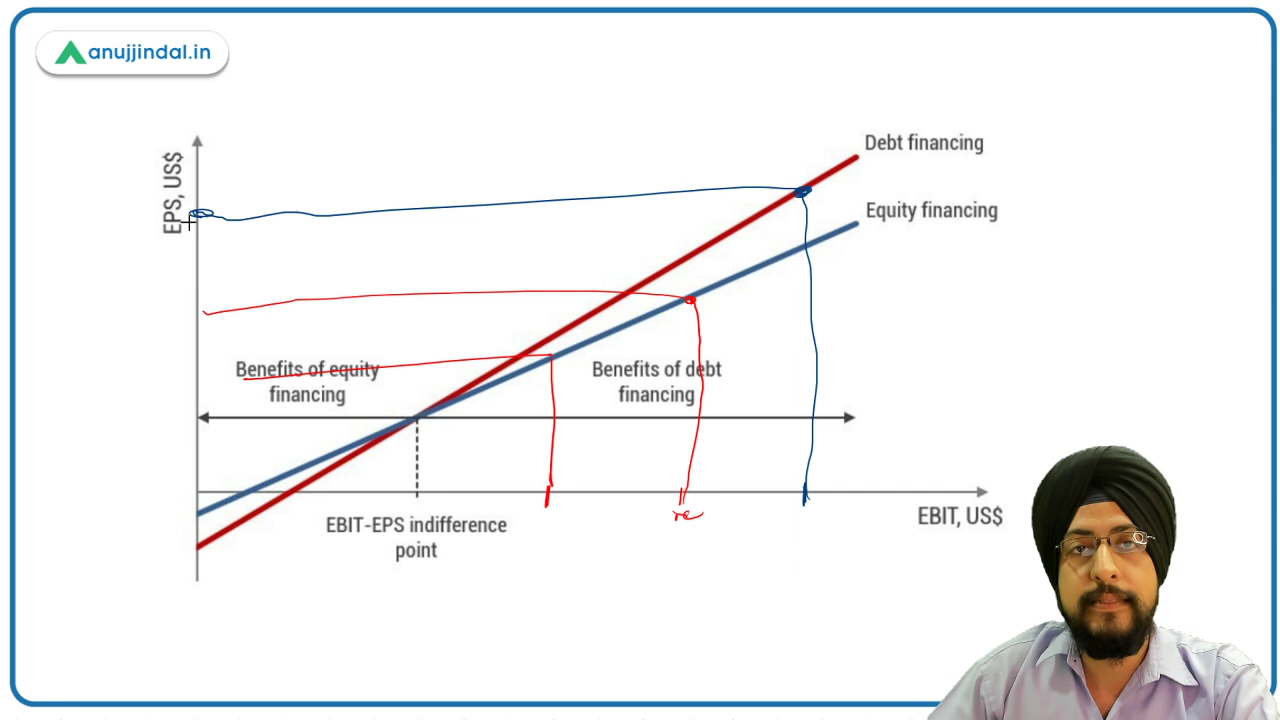 anujjindal.in
EPS, US$
Debt financing
Equity financing
Benefits of equity
financing
Benefits of debt
financing
EBIT-EPS indifference
point
EBIT, US$